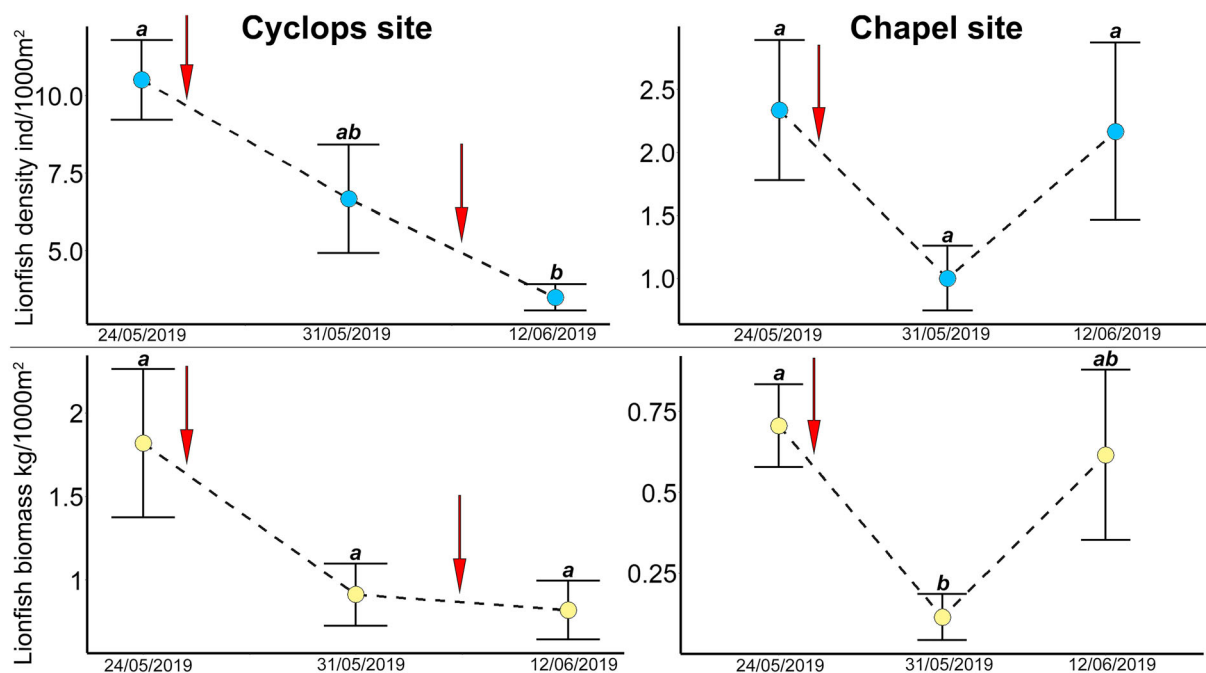 Cyclops site
Chapel site
Lionfish density ind/1000m²
10.0
7.5
5.0
a
ab
b
24/05/2019
31/05/2019
12/06/2019
2.5
2.0
1.5
1.0
a
a
a
24/05/2019
31/05/2019
12/06/2019
Lionfish biomass kg/1000m²
2
1.5
1
a
a
a
24/05/2019
31/05/2019
12/06/2019
0.75
0.5
0.25
a
b
ab
24/05/2019
31/05/2019
12/06/2019